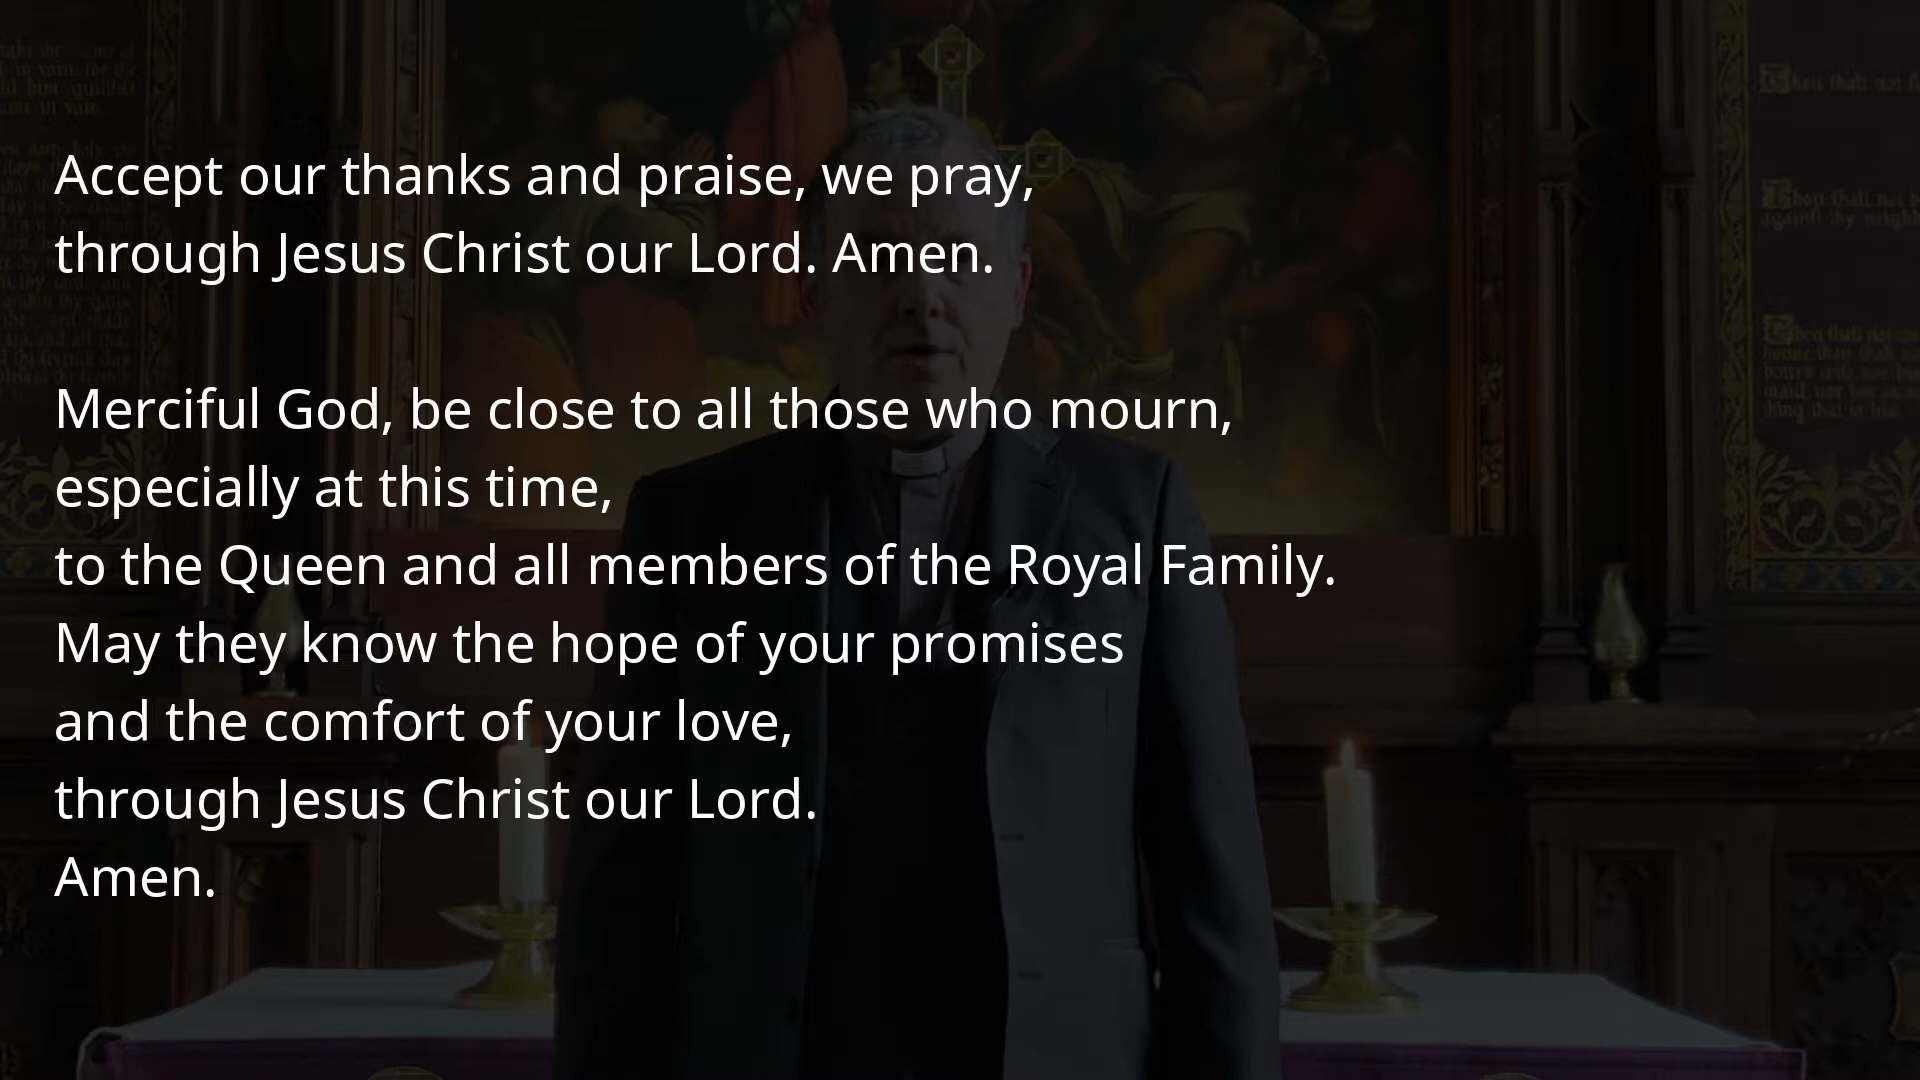 Accept our thanks and praise, we pray,
through Jesus Christ our Lord. Amen.
Merciful God, be close to all those who mourn,
especially at this time,
to the Queen and all members of the Royal Family.
May they know the hope of your promises
and the comfort of your love,
through Jesus Christ our Lord.
Amen.